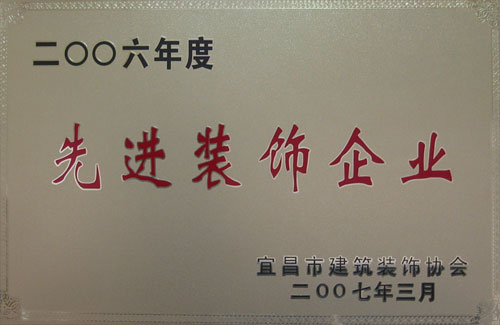 二〇〇六年度
先进装饰企业
宜昌市建筑装饰协会
二〇〇七年三月